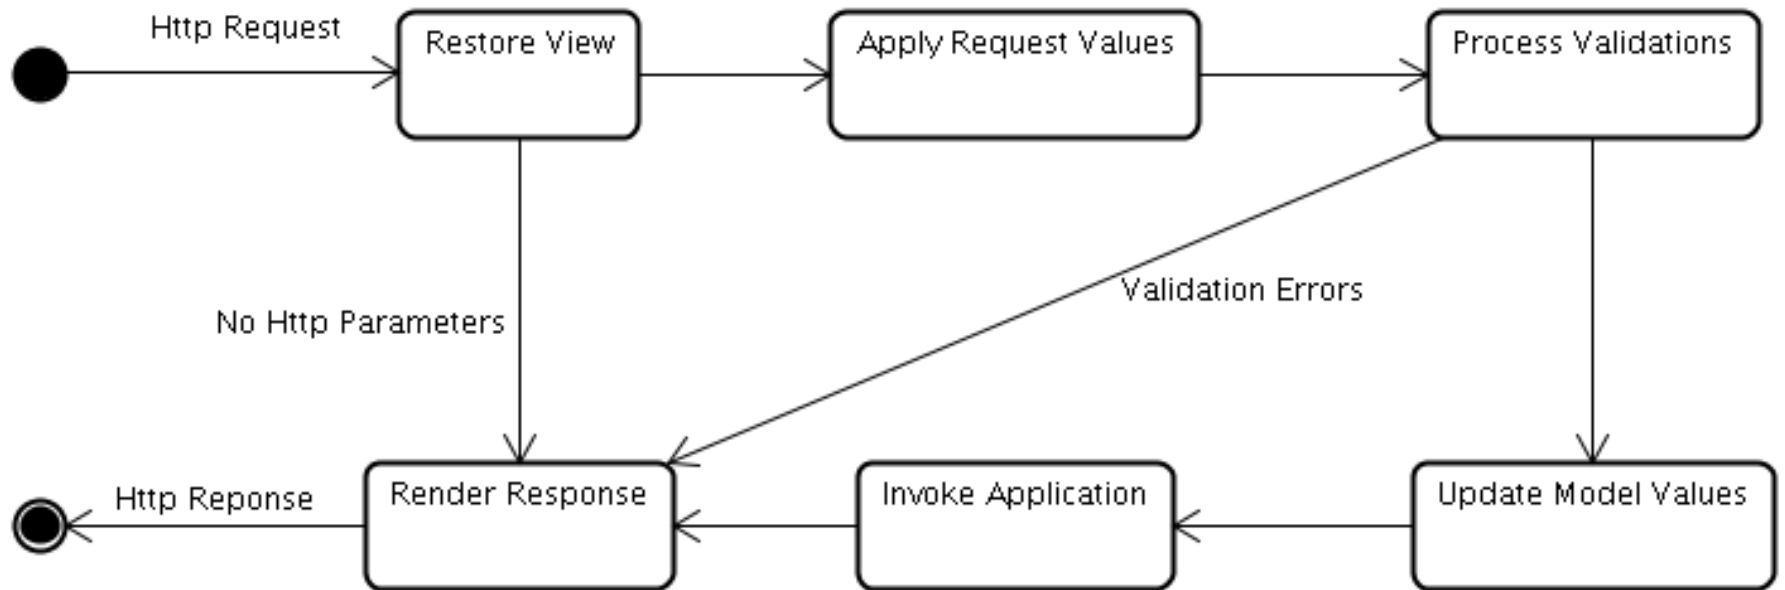 Http Request
Restore View
Apply Request Values
Process Validations
No Http Parameters
Validation Errors
Http Reponse
Render Response
Invoke Application
Update Model Values